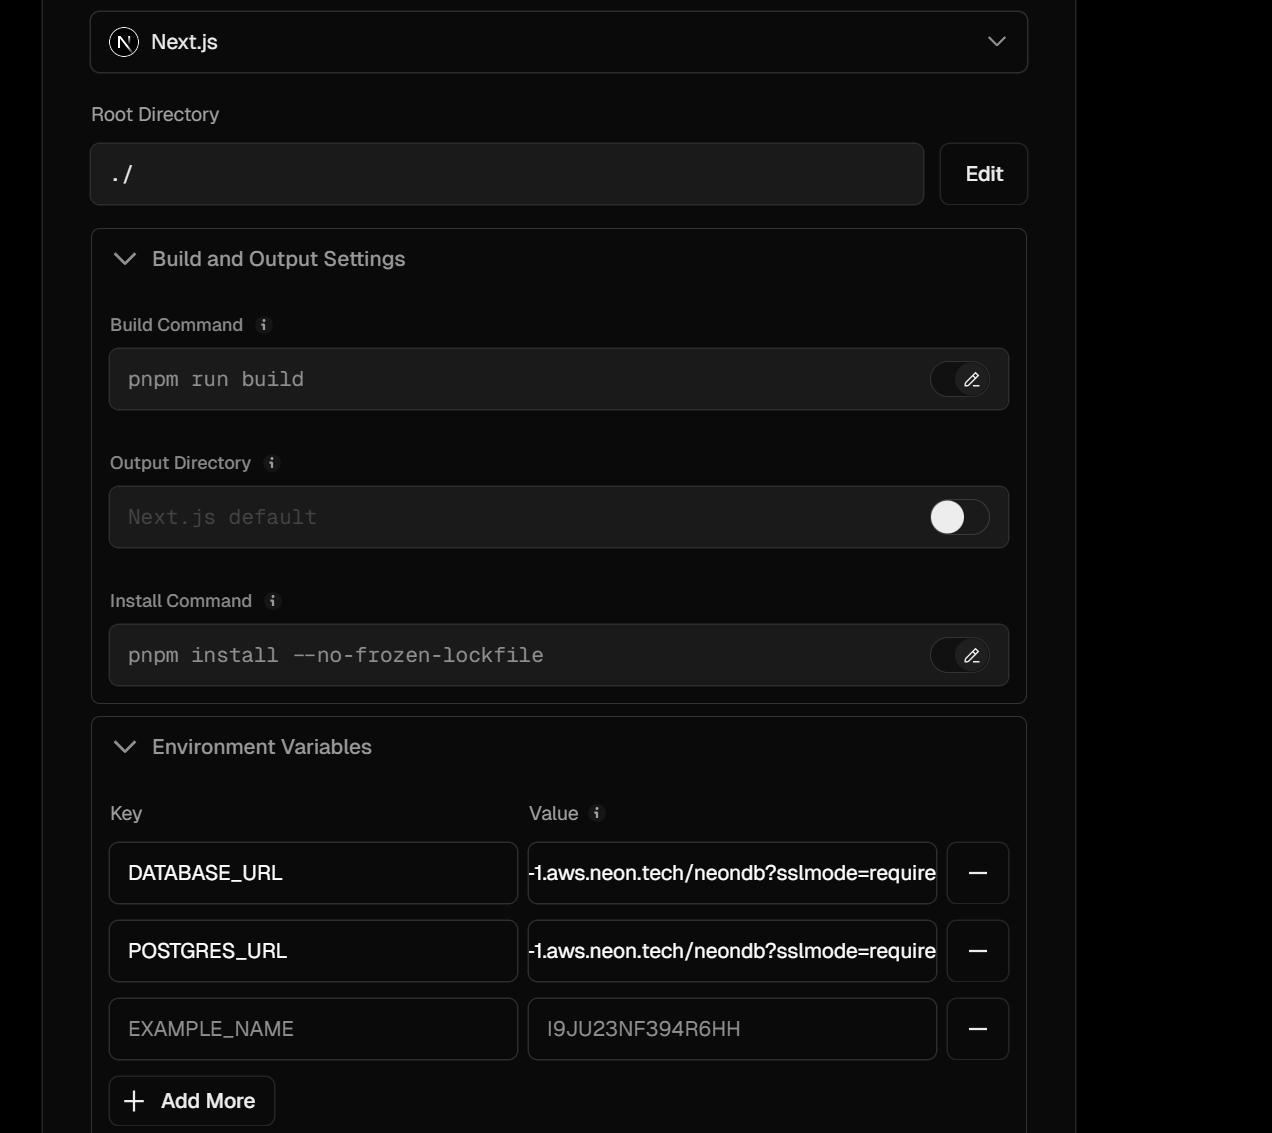 Next.js
Root Directory
./
Edit
Build and Output Settings
Build Command
pnpm run build
Output Directory
Next.js default
Install Command
pnpm install --no-frozen-lockfile
Environment Variables
Key Value
DATABASE_URL -1.aws.neon.tech/neondb?sslmode=require
POSTGRES_URL -1.aws.neon.tech/neondb?sslmode=require
EXAMPLE_NAME I9JU23NF394R6HH
Add More